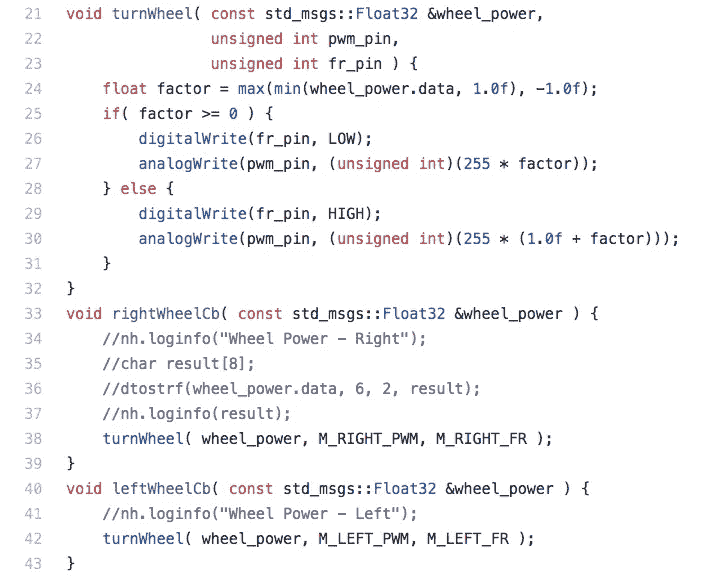 21 void turnWheel( const std_msgs::Float32 &wheel_power,
22                 unsigned int pwm_pin,
23                 unsigned int fr_pin ) {
24     float factor = max(min(wheel_power.data, 1.0f), -1.0f);
25     if( factor >= 0 ) {
26         digitalWrite(fr_pin, LOW);
27         analogWrite(pwm_pin, (unsigned int)(255 * factor));
28     } else {
29         digitalWrite(fr_pin, HIGH);
30         analogWrite(pwm_pin, (unsigned int)(255 * (1.0f + factor)));
31     }
32 }
33 void rightWheelCb( const std_msgs::Float32 &wheel_power ) {
34     //nh.loginfo("Wheel Power - Right");
35     //char result[8];
36     //dtostrf(wheel_power.data, 6, 2, result);
37     //nh.loginfo(result);
38     turnWheel( wheel_power, M_RIGHT_PWM, M_RIGHT_FR );
39 }
40 void leftWheelCb( const std_msgs::Float32 &wheel_power ) {
41     //nh.loginfo("Wheel Power - Left");
42     turnWheel( wheel_power, M_LEFT_PWM, M_LEFT_FR );
43 }